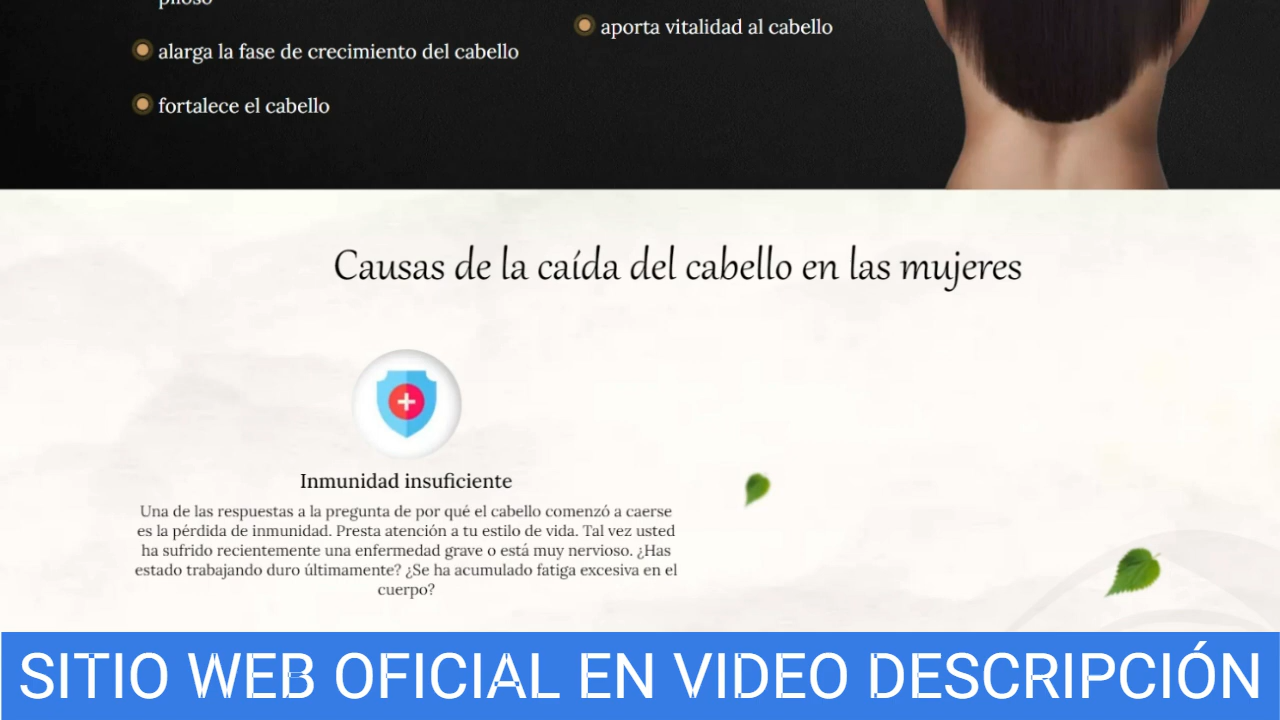 piloso
alarga la fase de crecimiento del cabello
fortalece el cabello
aporta vitalidad al cabello
Causas de la caída del cabello en las mujeres
Inmunidad insuficiente
Una de las respuestas a la pregunta de por qué el cabello comenzó a caerse
es la pérdida de inmunidad. Presta atención a tu estilo de vida. Tal vez usted
ha sufrido recientemente una enfermedad grave o está muy nervioso. ¿Has
estado trabajando duro últimamente? ¿Se ha acumulado fatiga excesiva en el
cuerpo?
SITIO WEB OFICIAL EN VIDEO DESCRIPCIÓN